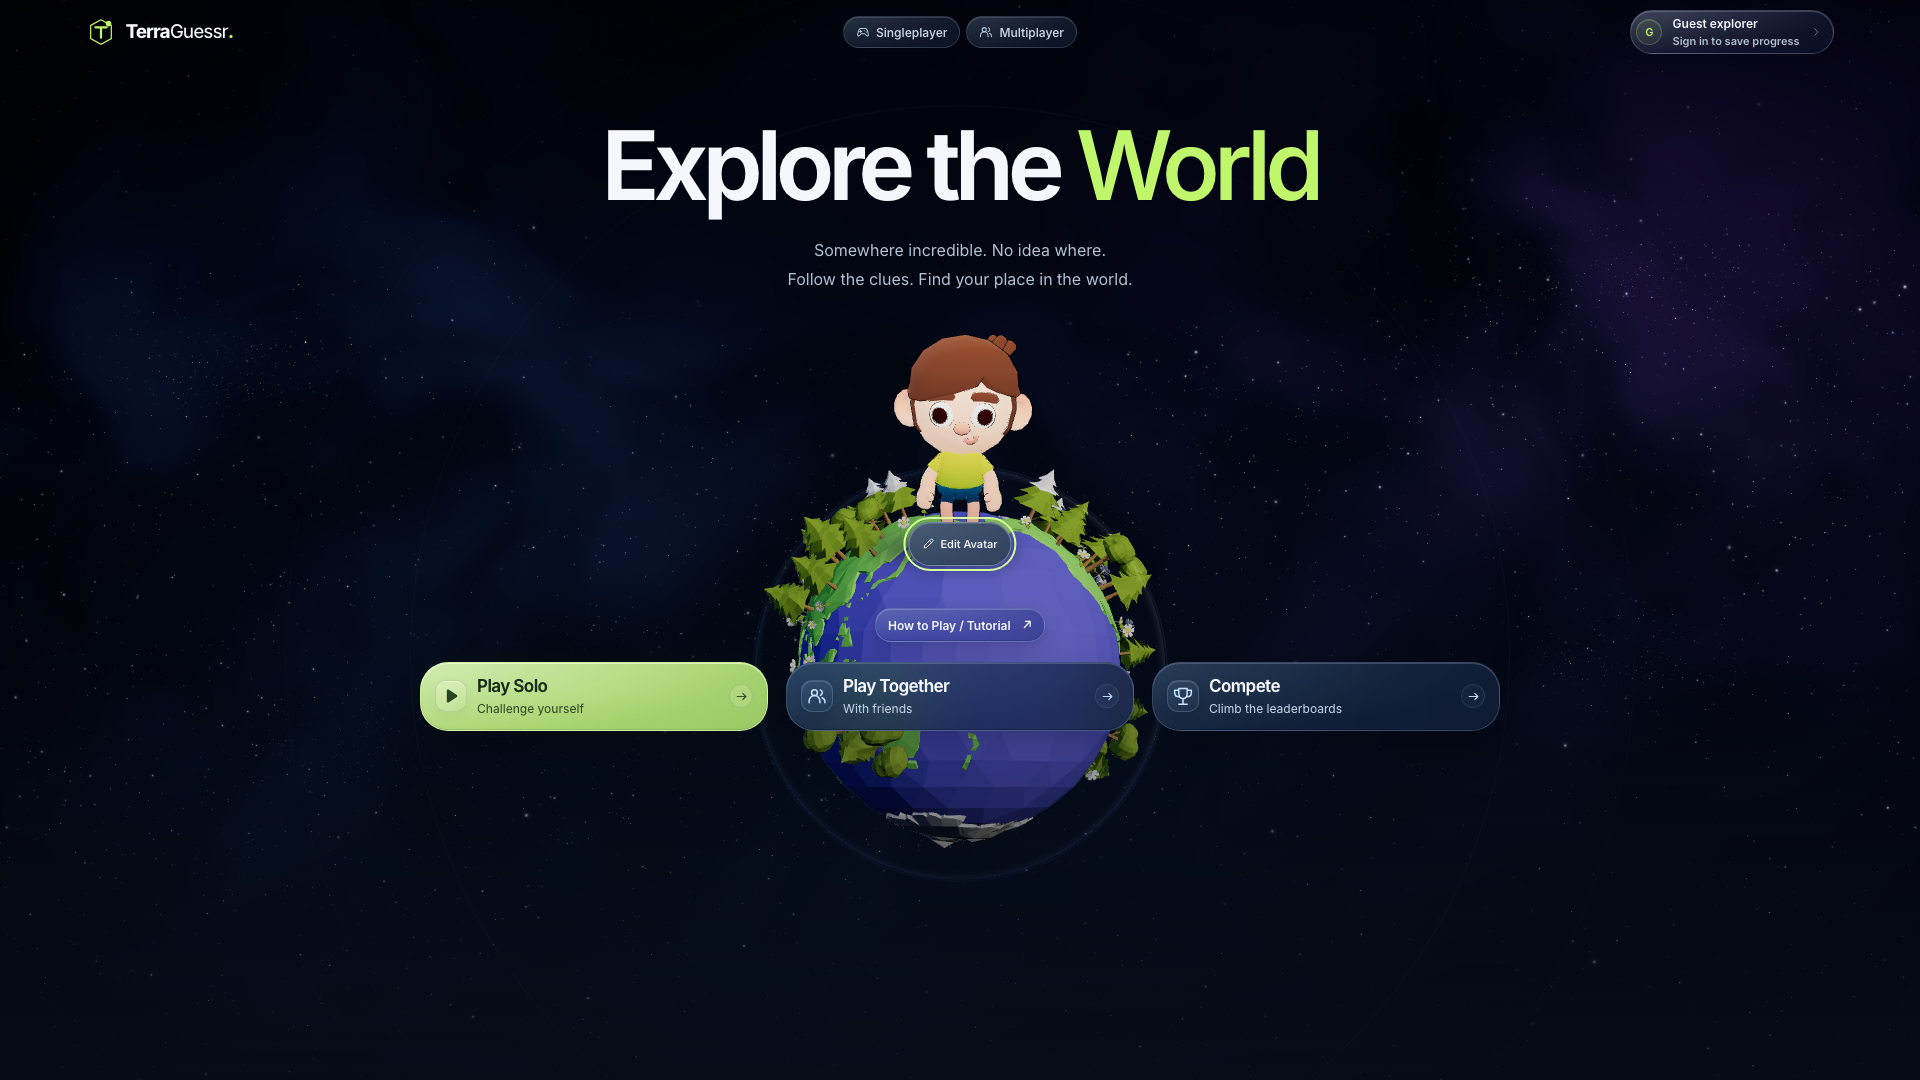 TerraGuessr.
Singleplayer
Multiplayer
G
Guest explorer
Sign in to save progress
Explore the World
Somewhere incredible. No idea where.
Follow the clues. Find your place in the world.
Edit Avatar
How to Play / Tutorial
Play Solo
Challenge yourself
Play Together
With friends
Compete
Climb the leaderboards